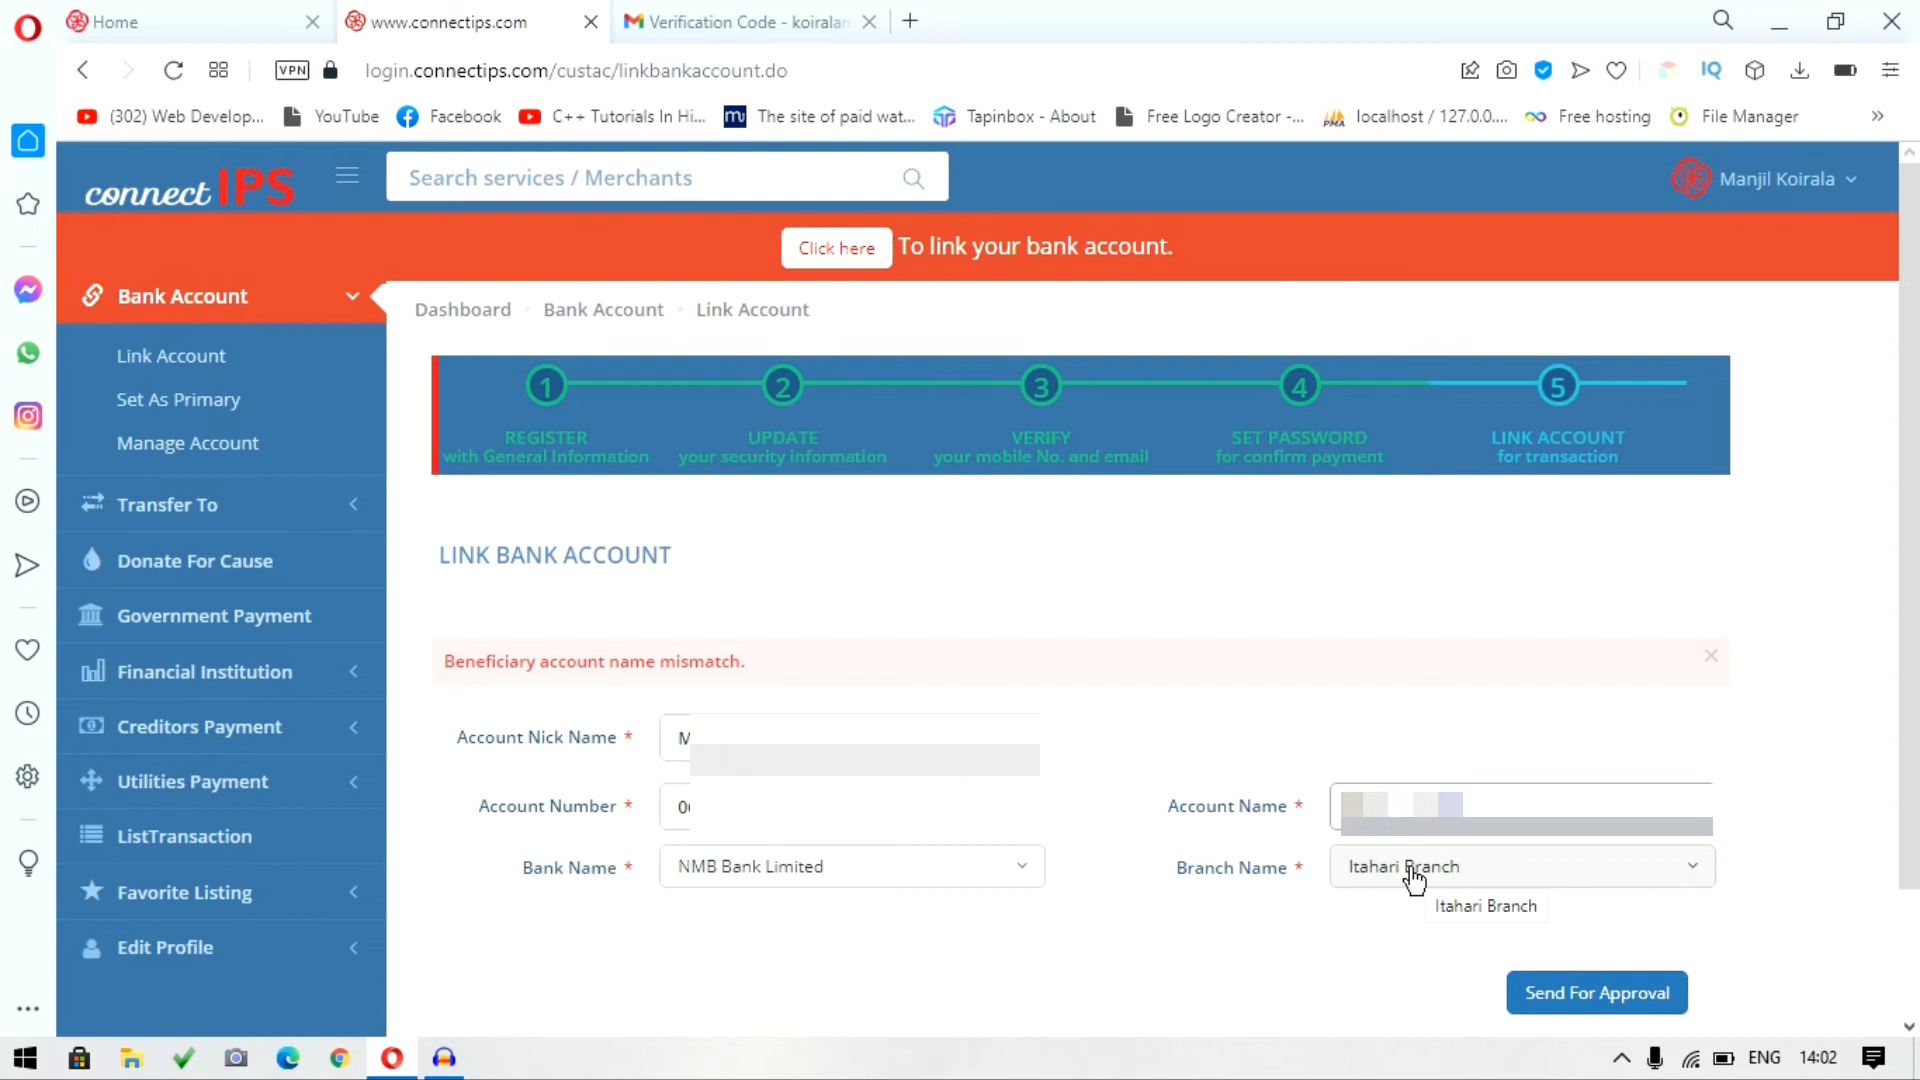 Home
www.connectips.com
Verification Code - koiralan
VPN
login.connectips.com/custac/linkbankaccount.do
IQ
(302) Web Develop...
YouTube
Facebook
C++ Tutorials In Hi...
The site of paid wat...
Tapinbox - About
Free Logo Creator -...
localhost / 127.0.0....
Free hosting
File Manager
connect IPS
Search services / Merchants
Manjil Koirala
Click here To link your bank account.
Bank Account
Link Account
Set As Primary
Manage Account
Transfer To
Donate For Cause
Government Payment
Financial Institution
Creditors Payment
Utilities Payment
ListTransaction
Favorite Listing
Edit Profile
Dashboard
Bank Account
Link Account
1
2
3
4
5
REGISTER
with General Information
UPDATE
your security information
VERIFY
your mobile No. and email
SET PASSWORD
for confirm payment
LINK ACCOUNT
for transaction
LINK BANK ACCOUNT
Beneficiary account name mismatch.
Account Nick Name * M
Account Number *
Account Name *
Bank Name * NMB Bank Limited
Branch Name * Itahari Branch
Itahari Branch
Send For Approval
ENG
14:02